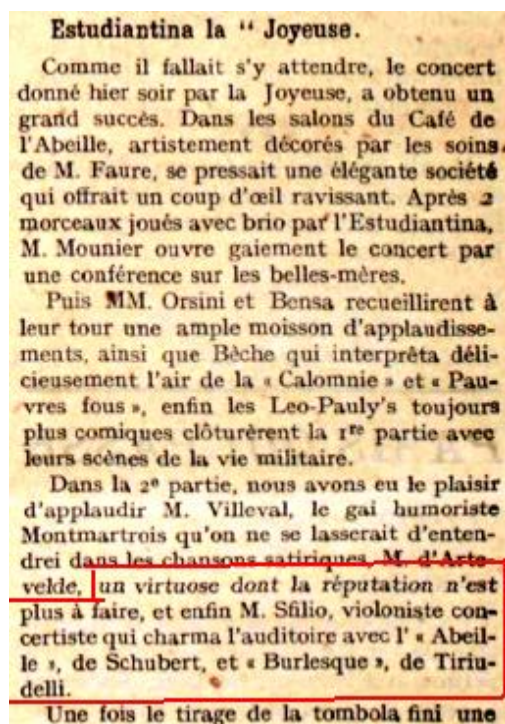 Estudiantina la “ Joyeuse.
Comme il fallait s'y attendre, le concert
donné hier soir par la Joyeuse, a obtenu un
grand succès. Dans les salons du Café de
l'Abeille, artistement décorés par les soins
de M. Faure, se pressait une élégante société
qui offrait un coup d'œil ravissant. Après 2
morceaux joués avec brio par l'Estudiantina,
M. Mounier ouvre gaiement le concert par
une conférence sur les belles-mères.
Puis MM. Orsini et Bensa recueillirent à
leur tour une ample moisson d'applaudisse-
ments, ainsi que Bèche qui interprêta déli-
cieusement l'air de la « Calomnie » et « Pau-
vres fous », enfin les Leo-Pauly's toujours
plus comiques clôturèrent la 1re partie avec
leurs scènes de la vie militaire.
Dans la 2e partie, nous avons eu le plaisir
d'applaudir M. Villeval, le gai humoriste
Montmartrois qu'on ne se lasserait d'enten-
drei dans les chansons satiriques, M. d'Arte-
velde, un virtuose dont la réputation n'est
plus à faire, et enfin M. Sfilio, violoniste con-
certiste qui charma l'auditoire avec l' « Abeil-
le », de Schubert, et « Burlesque », de Tiriu-
delli.
Une fois le tirage de la tombola fini une